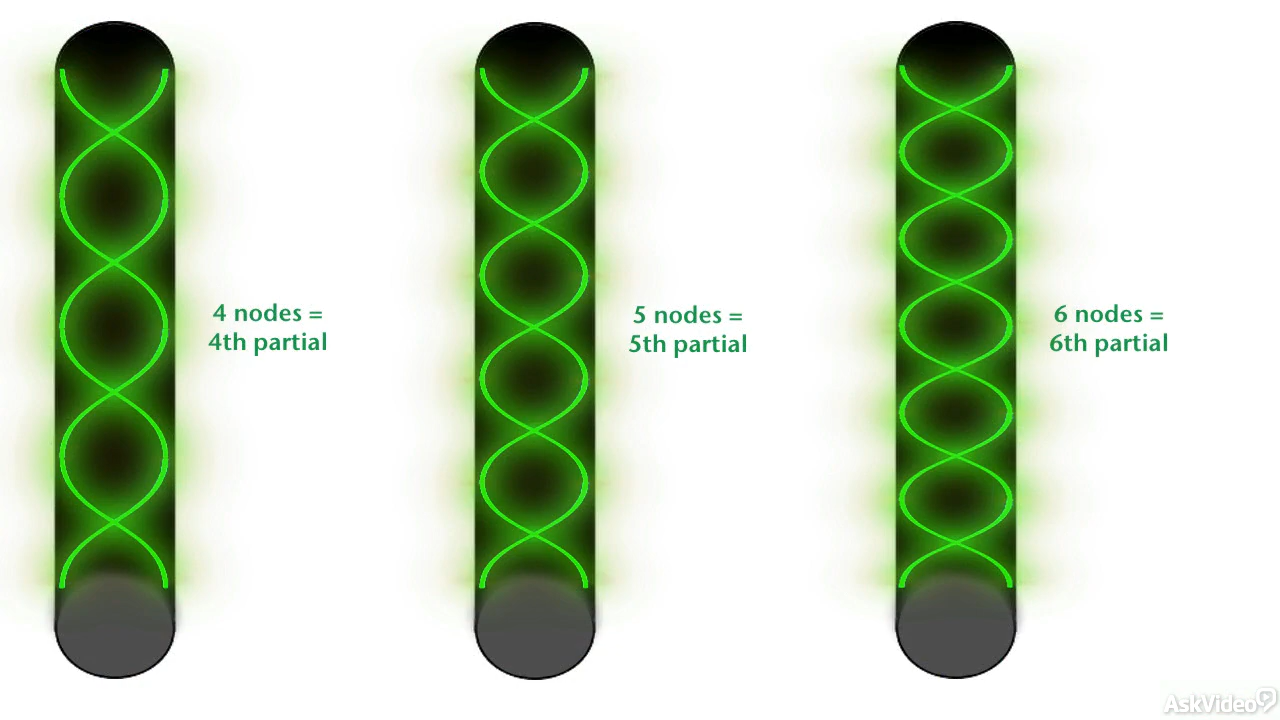 4 nodes =
4th partial
5 nodes =
5th partial
6 nodes =
6th partial
AskVideo